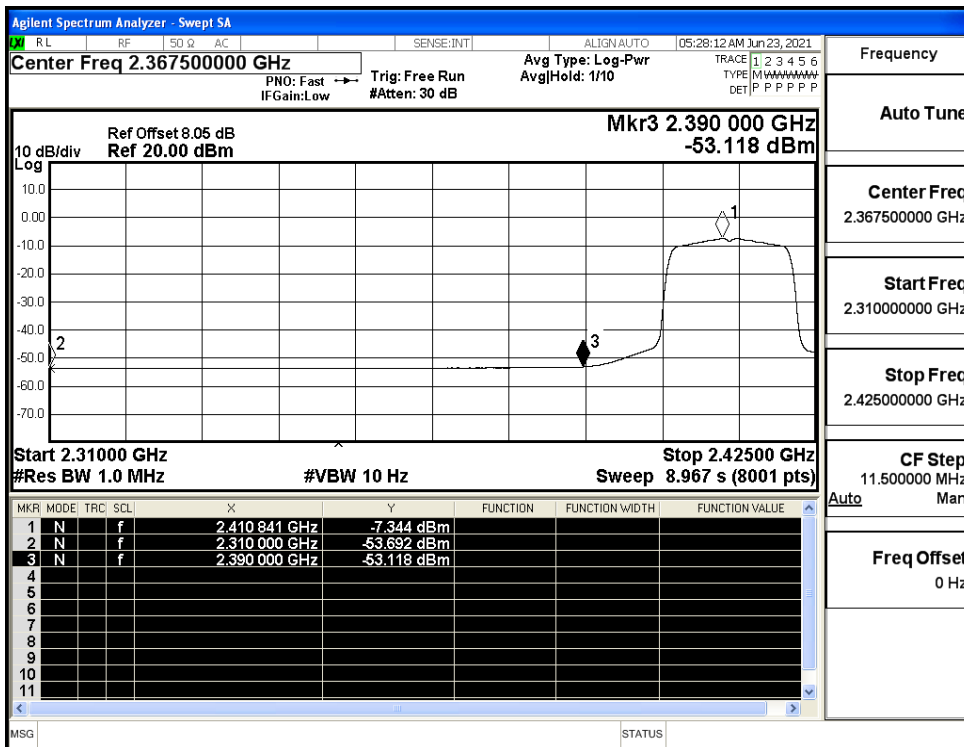 Agilent Spectrum Analyzer - Swept SA
LXI RL RF 50 Ω AC SENSE:INT ALIGNAUTO 05:28:12 AM Jun 23, 2021
Center Freq 2.367500000 GHz
PNO: Fast
IFGain:Low
Trig: Free Run
#Atten: 30 dB
Avg Type: Log-Pwr
Avg|Hold: 1/10
TRACE 1 2 3 4 5 6
TYPE M W W W W W
DET P P P P P P
Ref Offset 8.05 dB
10 dB/div Ref 20.00 dBm
Log
Mkr3 2.390 000 GHz
-53.118 dBm
10.0
0.00
-10.0
-20.0
-30.0
-40.0
-50.0
-60.0
-70.0
1
2
3
Start 2.31000 GHz Stop 2.42500 GHz
#Res BW 1.0 MHz #VBW 10 Hz Sweep 8.967 s (8001 pts)
MKR MODE TRC SCL X Y FUNCTION FUNCTION WIDTH FUNCTION VALUE
1 N f 2.410 841 GHz -7.344 dBm
2 N f 2.310 000 GHz -53.692 dBm
3 N f 2.390 000 GHz -53.118 dBm
4
5
6
7
8
9
10
11
MSG STATUS
Frequency
Auto Tune
Center Freq
2.367500000 GHz
Start Freq
2.310000000 GHz
Stop Freq
2.425000000 GHz
CF Step
11.500000 MHz
Auto Man
Freq Offset
0 Hz